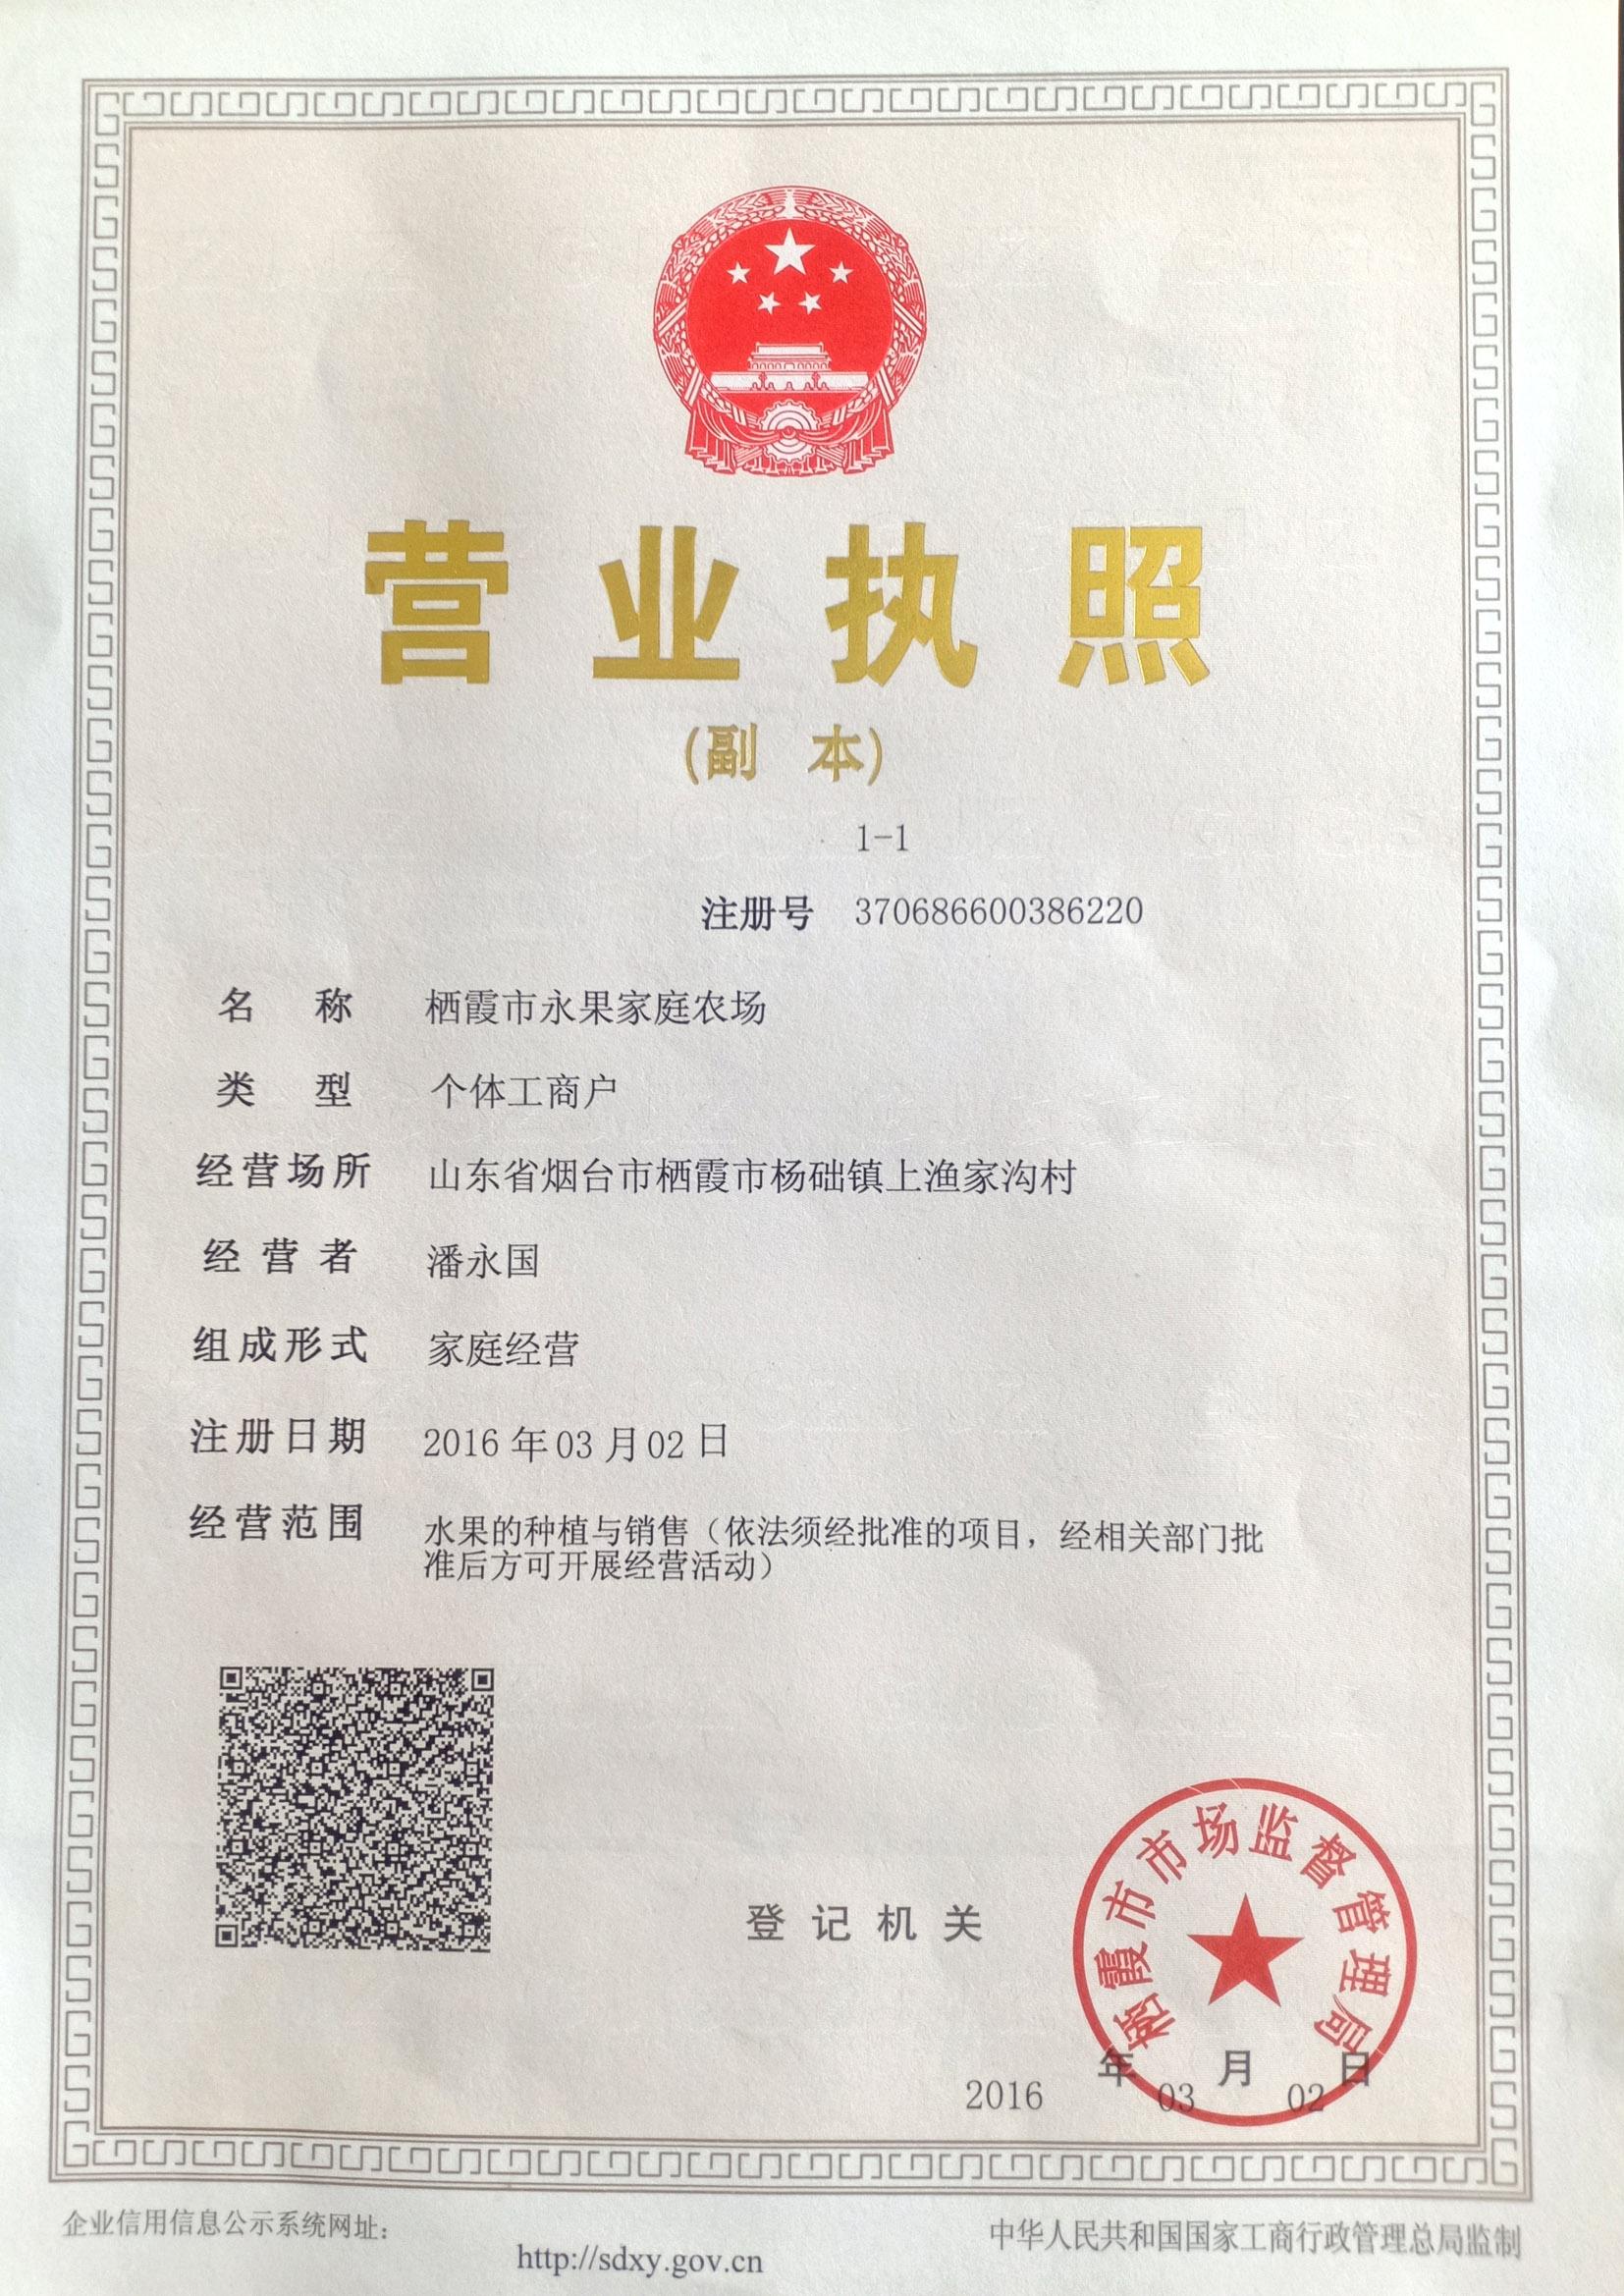 营业执照
(副 本)
1-1
注册号 370686600386220
名 称 栖霞市永果家庭农场
类 型 个体工商户
经营场所 山东省烟台市栖霞市杨础镇上渔家沟村
经营者 潘永国
组成形式 家庭经营
注册日期 2016年03月02日
经营范围 水果的种植与销售（依法须经批准的项目，经相关部门批
准后方可开展经营活动）
登记机关
栖霞市市场监督管理局
2016年03月02日
企业信用信息公示系统网址：
http://sdxy.gov.cn
中华人民共和国国家工商行政管理总局监制